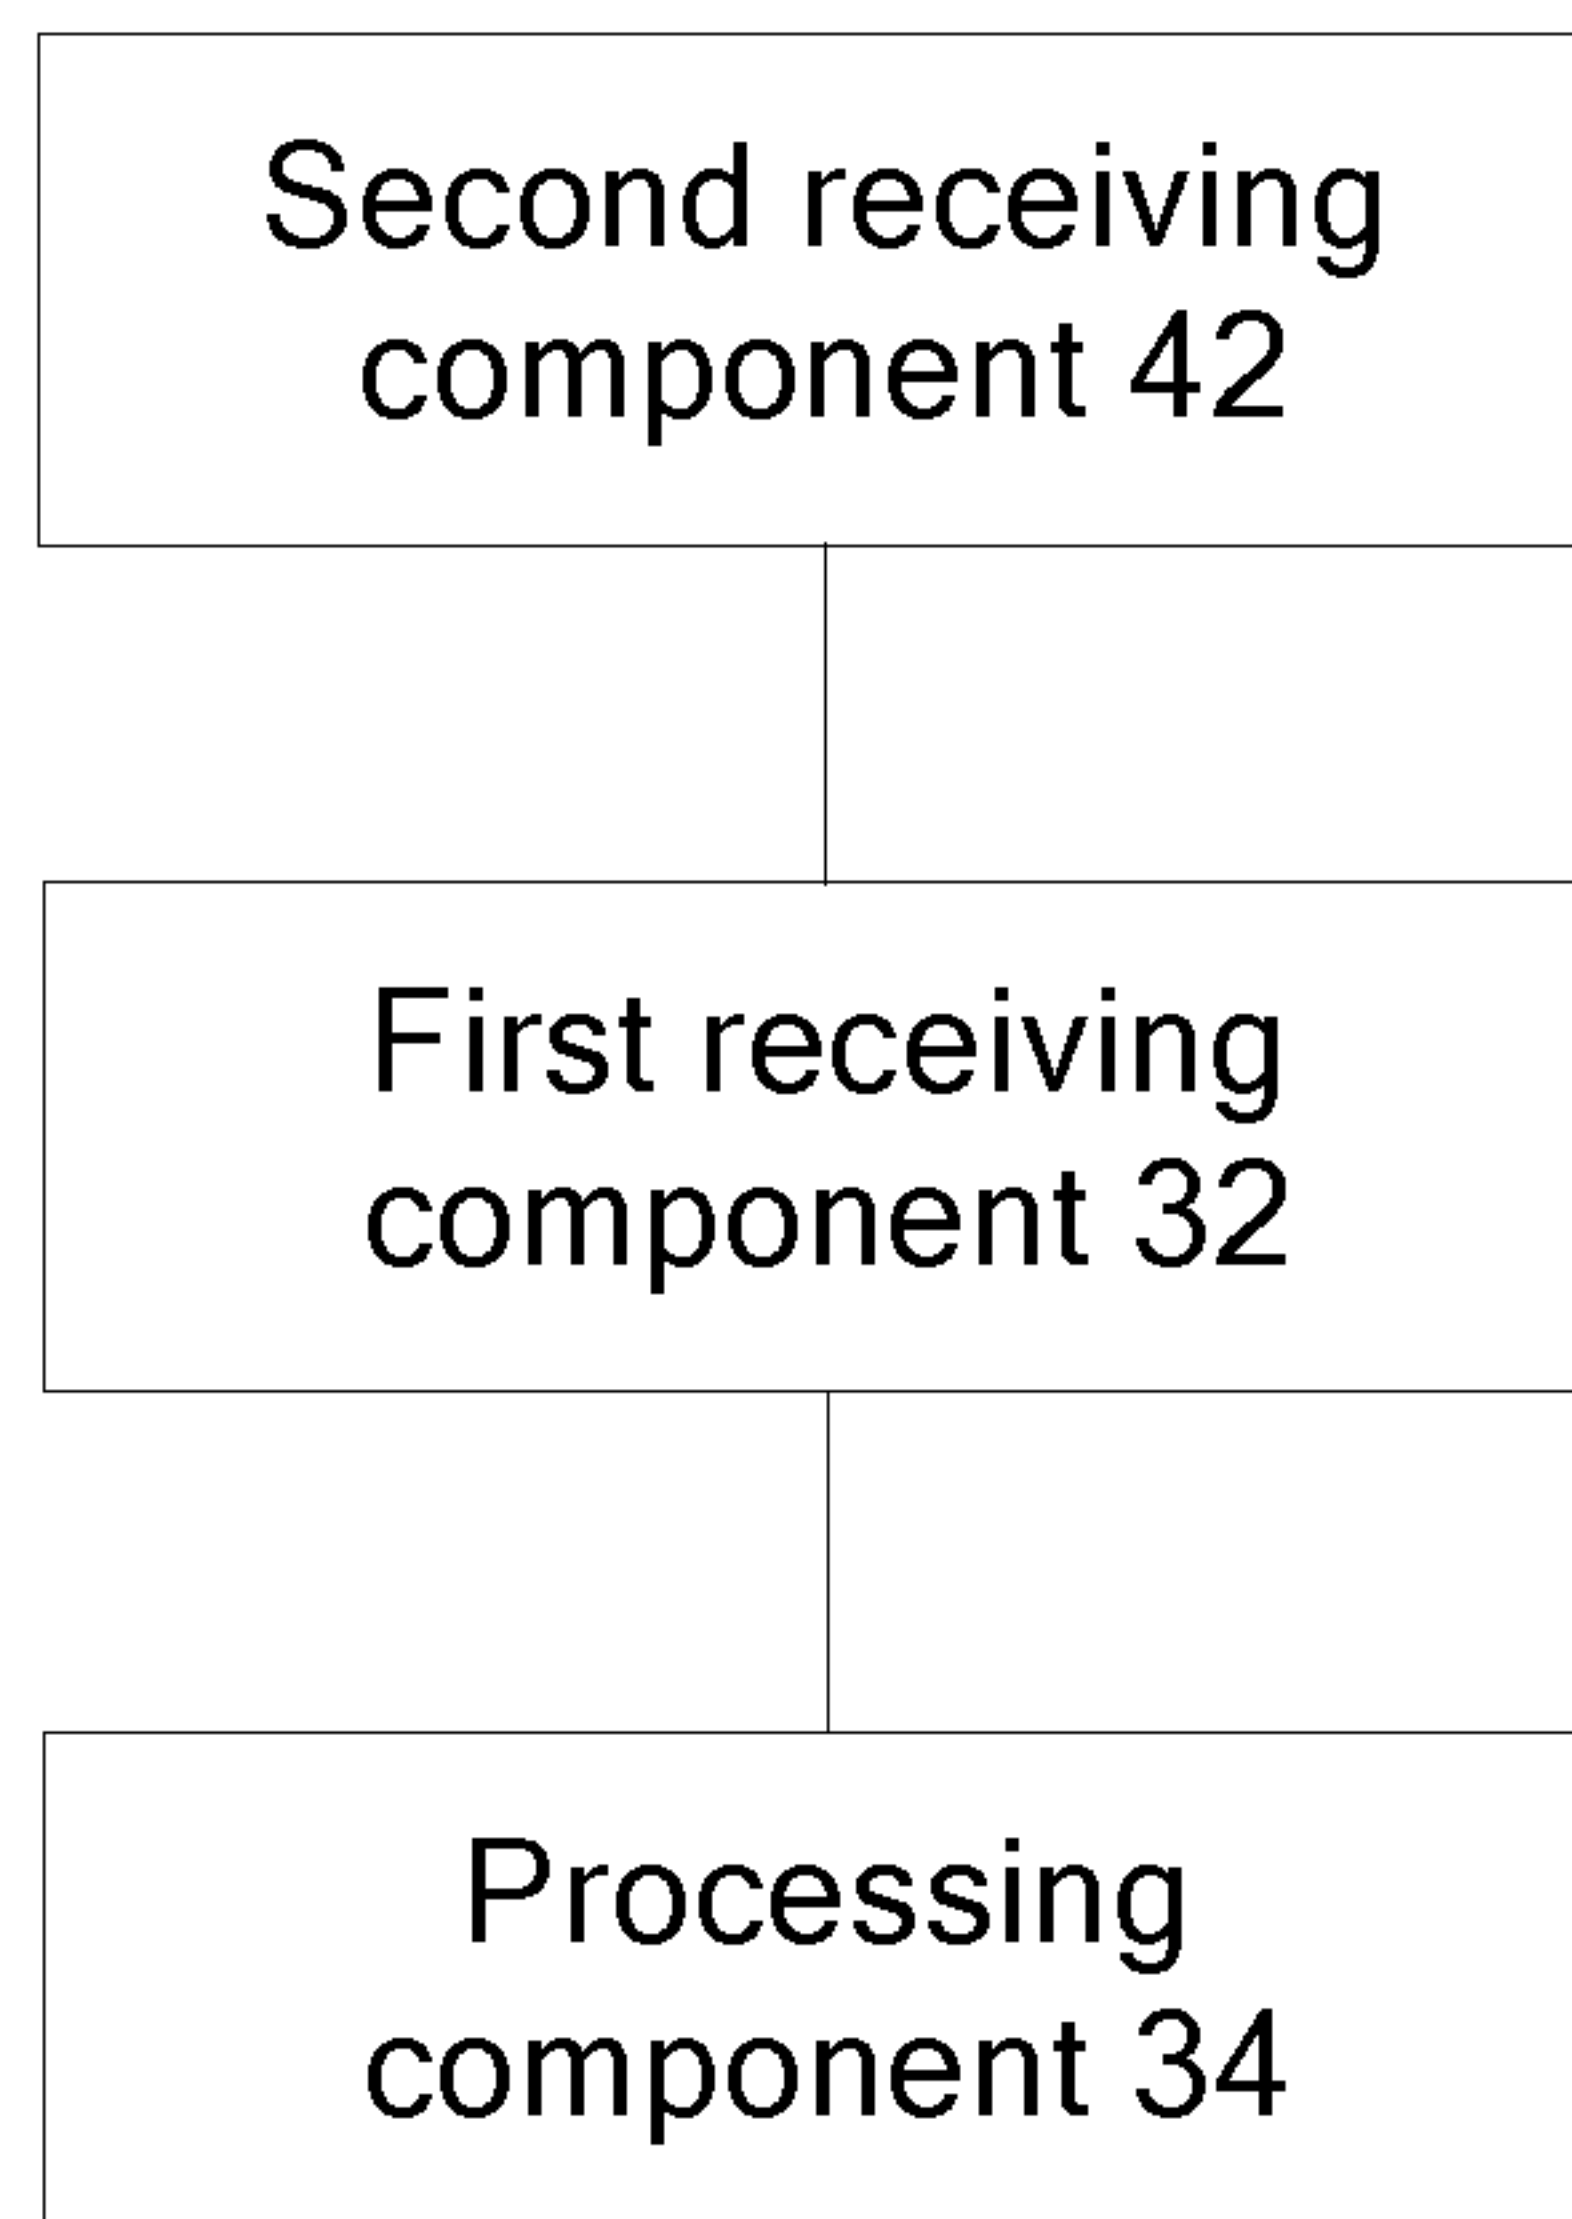 Second receiving
component 42
First receiving
component 32
Processing
component 34